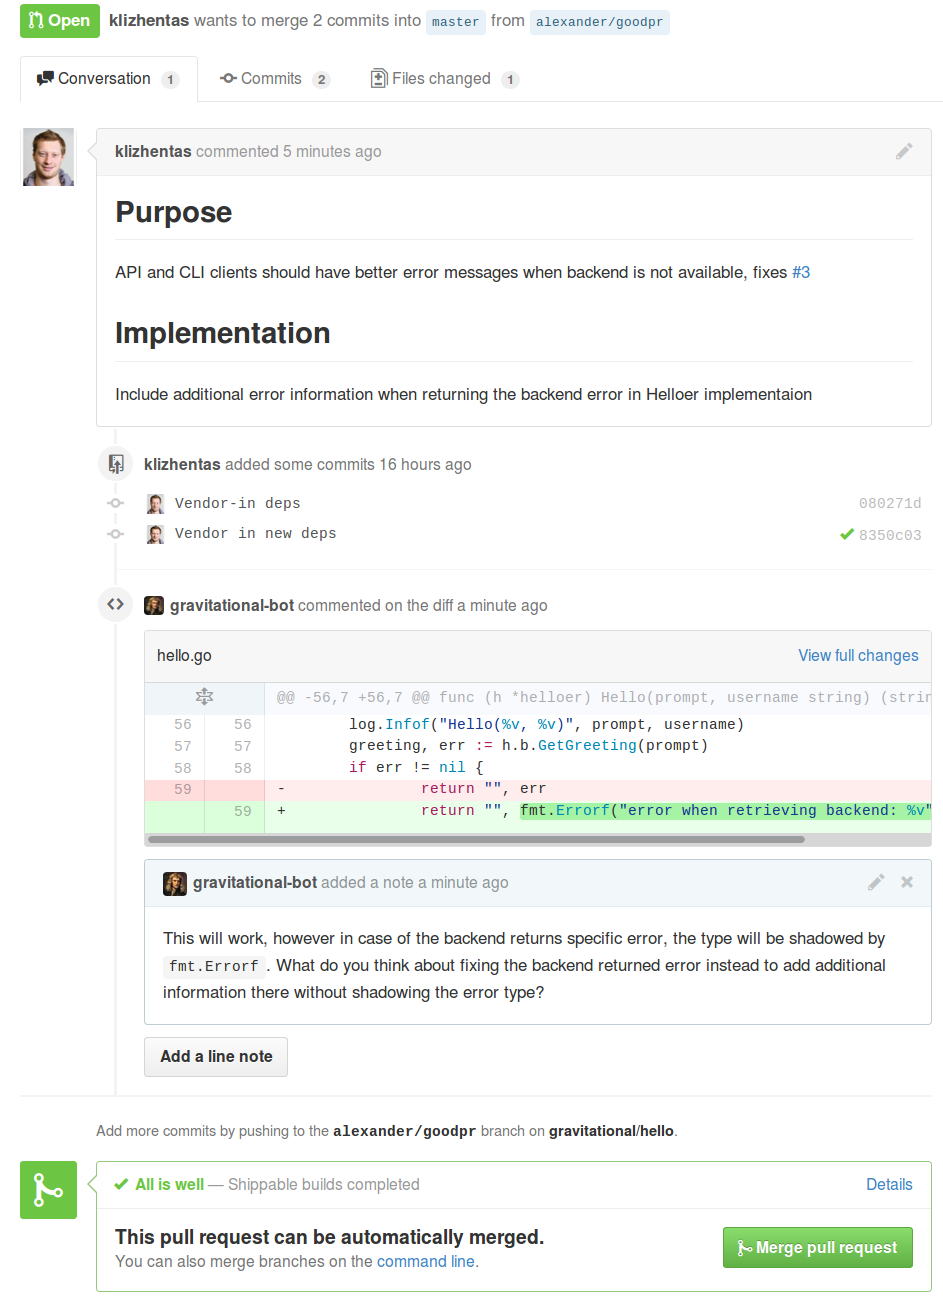 Open klizhentas wants to merge 2 commits into master from alexander/goodpr
Conversation 1 Commits 2 Files changed 1
klizhentas commented 5 minutes ago
Purpose
API and CLI clients should have better error messages when backend is not available, fixes #3
Implementation
Include additional error information when returning the backend error in Helloer implementaion
klizhentas added some commits 16 hours ago
Vendor-in deps 080271d
Vendor in new deps 8350c03
gravitational-bot commented on the diff a minute ago
hello.go View full changes
@@ -56,7 +56,7 @@ func (h *helloer) Hello(prompt, username string) (strin
56 56 log.Infof("Hello(%v, %v)", prompt, username)
57 57 greeting, err := h.b.GetGreeting(prompt)
58 58 if err != nil {
59 - return "", err
59 + return "", fmt.Errorf("error when retrieving backend: %v"
gravitational-bot added a note a minute ago
This will work, however in case of the backend returns specific error, the type will be shadowed by
fmt.Errorf . What do you think about fixing the backend returned error instead to add additional
information there without shadowing the error type?
Add a line note
Add more commits by pushing to the alexander/goodpr branch on gravitational/hello.
All is well — Shippable builds completed Details
This pull request can be automatically merged.
You can also merge branches on the command line.
Merge pull request